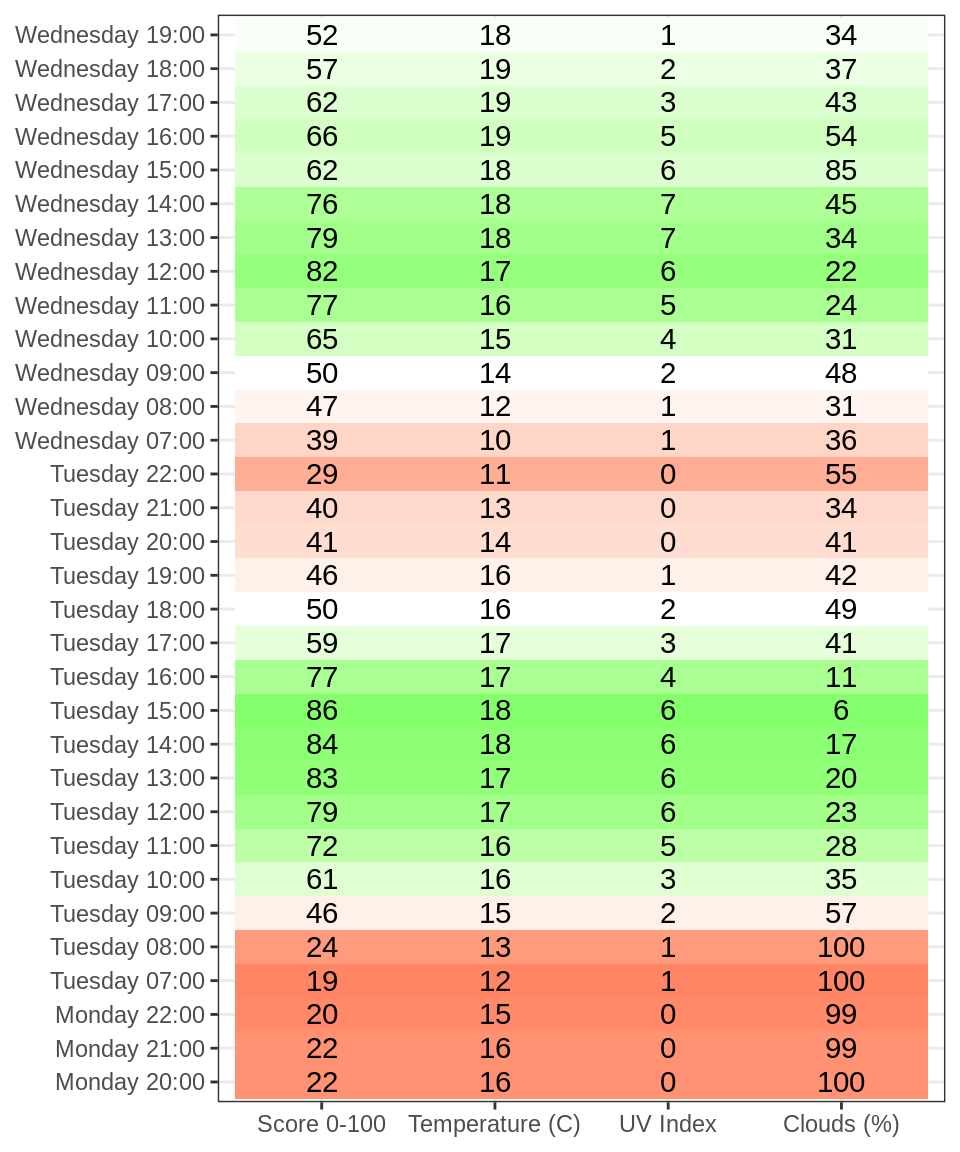 Wednesday 19:00 52 18 1 34
Wednesday 18:00 57 19 2 37
Wednesday 17:00 62 19 3 43
Wednesday 16:00 66 19 5 54
Wednesday 15:00 62 18 6 85
Wednesday 14:00 76 18 7 45
Wednesday 13:00 79 18 7 34
Wednesday 12:00 82 17 6 22
Wednesday 11:00 77 16 5 24
Wednesday 10:00 65 15 4 31
Wednesday 09:00 50 14 2 48
Wednesday 08:00 47 12 1 31
Wednesday 07:00 39 10 1 36
Tuesday 22:00 29 11 0 55
Tuesday 21:00 40 13 0 34
Tuesday 20:00 41 14 0 41
Tuesday 19:00 46 16 1 42
Tuesday 18:00 50 16 2 49
Tuesday 17:00 59 17 3 41
Tuesday 16:00 77 17 4 11
Tuesday 15:00 86 18 6 6
Tuesday 14:00 84 18 6 17
Tuesday 13:00 83 17 6 20
Tuesday 12:00 79 17 6 23
Tuesday 11:00 72 16 5 28
Tuesday 10:00 61 16 3 35
Tuesday 09:00 46 15 2 57
Tuesday 08:00 24 13 1 100
Tuesday 07:00 19 12 1 100
Monday 22:00 20 15 0 99
Monday 21:00 22 16 0 99
Monday 20:00 22 16 0 100
Score 0-100 Temperature (C) UV Index Clouds (%)